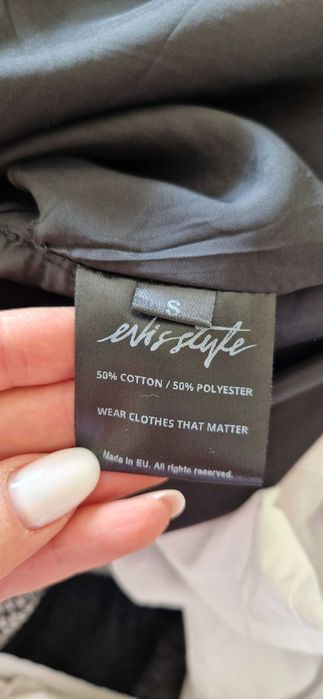 S
evisstyle
50% COTTON / 50% POLYESTER
WEAR CLOTHES THAT MATTER
Made in EU. All rights reserved.